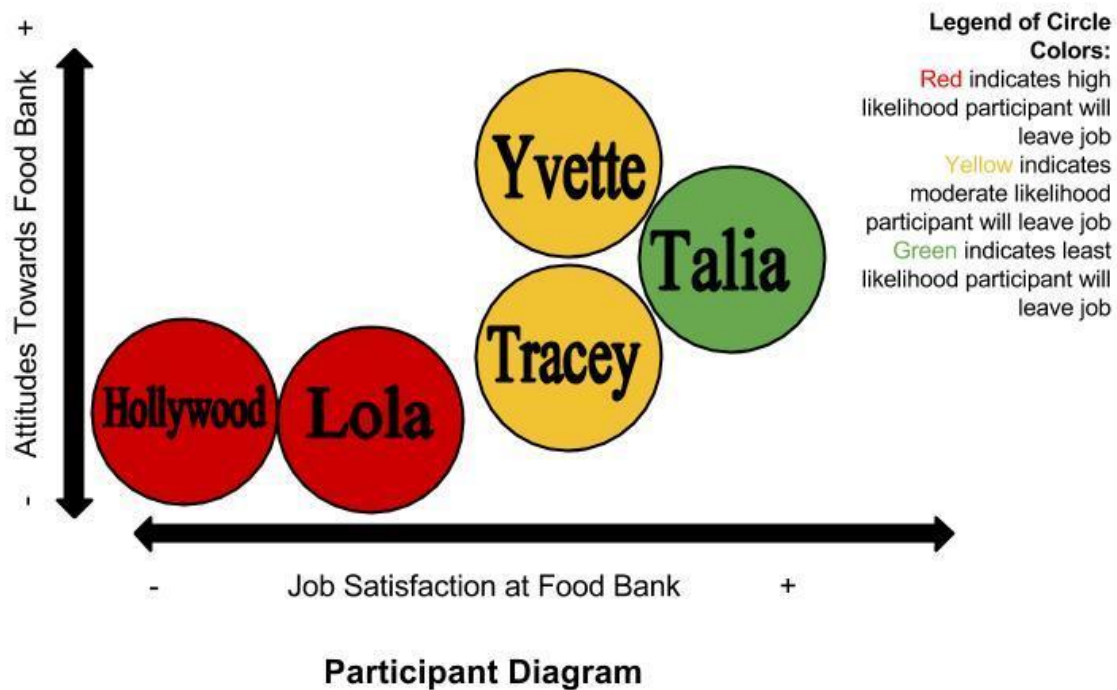 +
Attitudes Towards Food Bank
-
Yvette
Talia
Tracey
Hollywood
Lola
Legend of Circle
Colors:
Red indicates high
likelihood participant will
leave job
Yellow indicates
moderate likelihood
participant will leave job
Green indicates least
likelihood participant will
leave job
- Job Satisfaction at Food Bank +
Participant Diagram